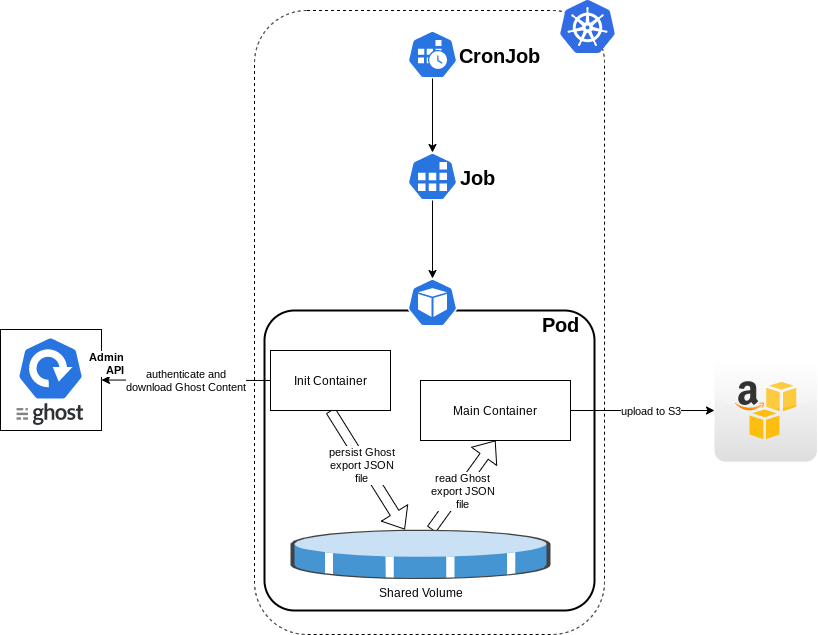 CronJob
Job
Pod
Admin
API
authenticate and
download Ghost Content
Init Container
Main Container
upload to S3
ghost
persist Ghost
export JSON
file
read Ghost
export JSON
file
Shared Volume
a